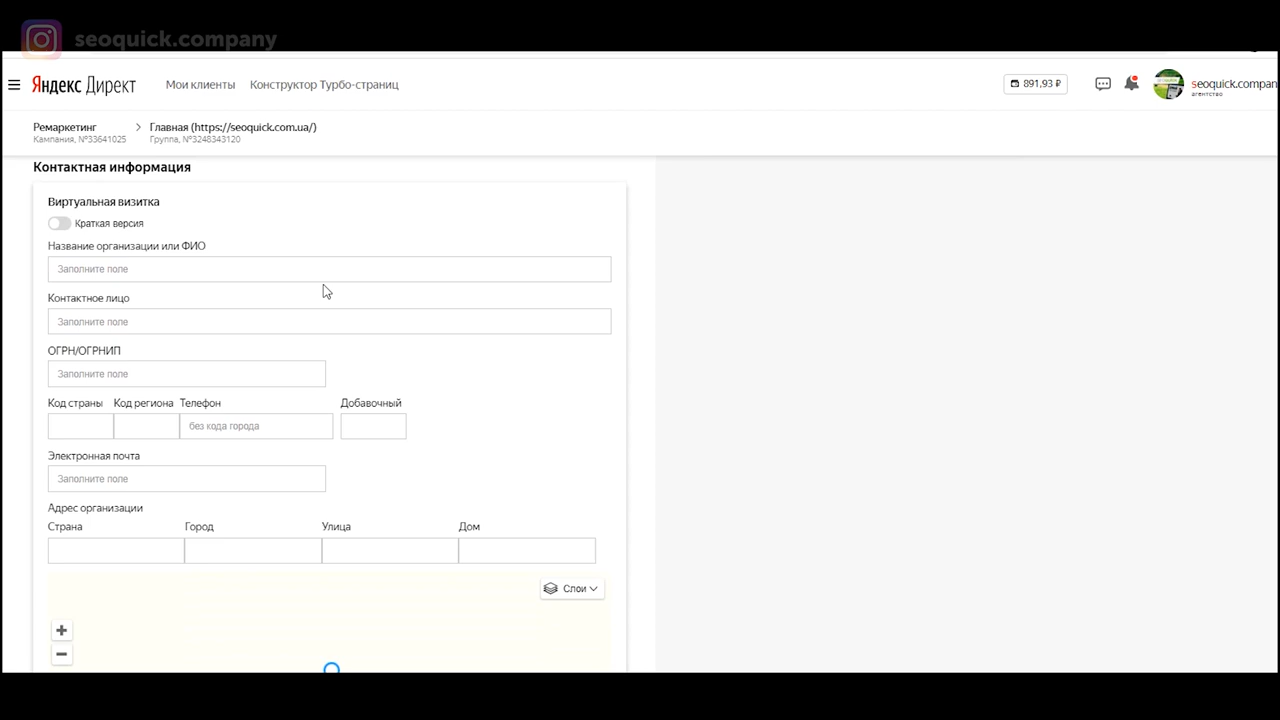 seoquick.company
Яндекс Директ Мои клиенты Конструктор Турбо-страниц 891,93 ₽ seoquick.compan
агентство
Ремаркетинг Главная (https://seoquick.com.ua/)
Кампания, №33641025 Группа, №3248343120
Контактная информация
Виртуальная визитка
Краткая версия
Название организации или ФИО
Заполните поле
Контактное лицо
Заполните поле
ОГРН/ОГРНИП
Заполните поле
Код страны Код региона Телефон Добавочный
без кода города
Электронная почта
Заполните поле
Адрес организации
Страна Город Улица Дом
Слои